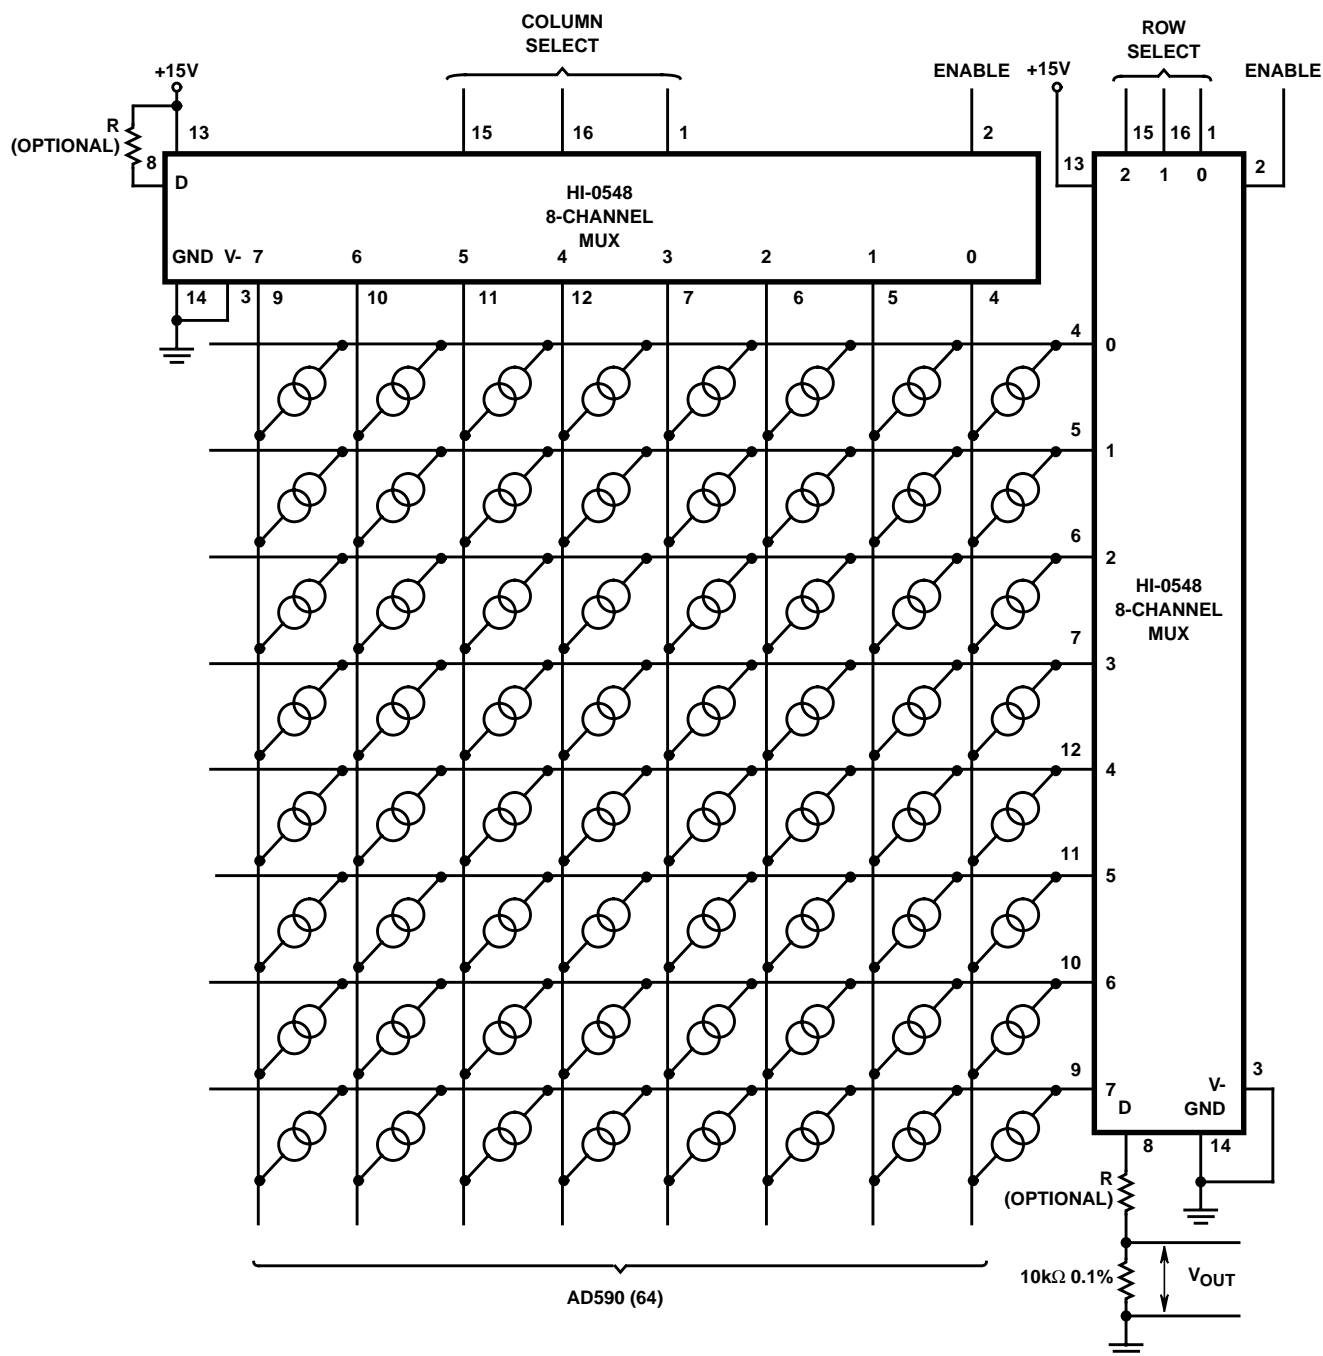 COLUMN
SELECT
ROW
SELECT
+15V
ENABLE
+15V
ENABLE
R
(OPTIONAL)
13
15
16
1
2
15
16
1
8
13
2
D
2
1
0
HI-0548
8-CHANNEL
MUX
GND V- 7 6 5 4 3 2 1 0
14 3 9 10 11 12 7 6 5 4
4
0
5
1
6
2
7
3
HI-0548
8-CHANNEL
MUX
12
4
11
5
10
6
9
7
V-
3
D
GND
8
14
R
(OPTIONAL)
10kΩ 0.1%
VOUT
AD590 (64)